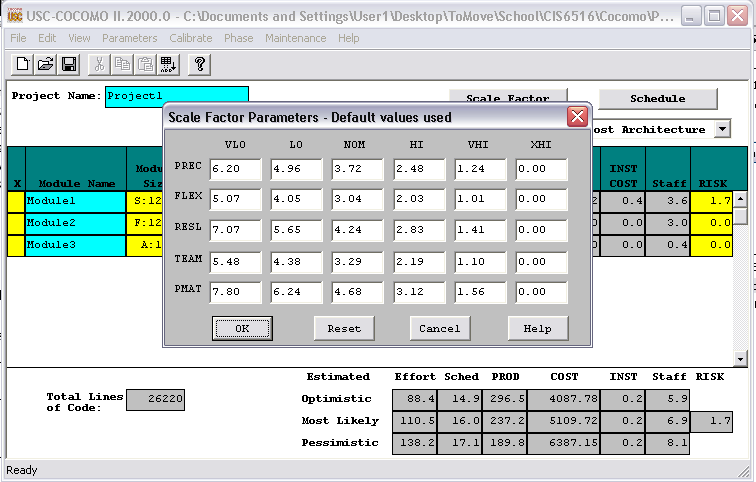 USC-COCOMO II.2000.0 - C:\Documents and Settings\User1\Desktop\ToMove\School\CIS6516\Cocomo\P...
File Edit View Parameters Calibrate Phase Maintenance Help
Project Name: Project1 Scale Factor Schedule
Scale Factor Parameters - Default values used
ost Architecture
VLO LO NOM HI VHI XHI
PREC 6.20 4.96 3.72 2.48 1.24 0.00
FLEX 5.07 4.05 3.04 2.03 1.01 0.00
RESL 7.07 5.65 4.24 2.83 1.41 0.00
TEAM 5.48 4.38 3.29 2.19 1.10 0.00
PMAT 7.80 6.24 4.68 3.12 1.56 0.00
OK Reset Cancel Help
X Module Name Modu
Siz
INST
COST Staff RISK
Module1 S:12 2 0.4 3.6 1.7
Module2 F:12 0 0.0 3.0 0.0
Module3 A:1 0 0.0 0.4 0.0
Total Lines
of Code: 26220
Estimated Effort Sched PROD COST INST Staff RISK
Optimistic 88.4 14.9 296.5 4087.78 0.2 5.9
Most Likely 110.5 16.0 237.2 5109.72 0.2 6.9 1.7
Pessimistic 138.2 17.1 189.8 6387.15 0.2 8.1
Ready